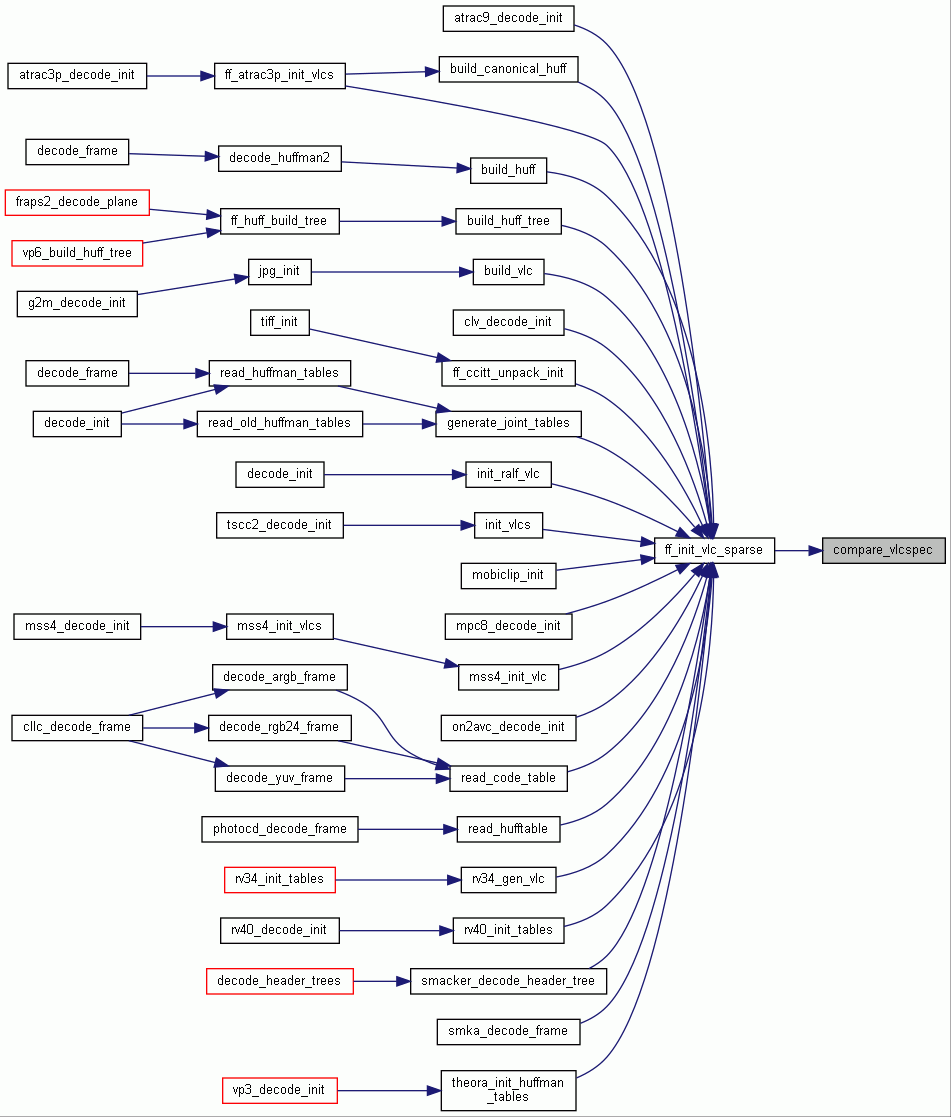 atrac9_decode_init
atrac3p_decode_init
ff_atrac3p_init_vlcs
build_canonical_huff
decode_frame
decode_huffman2
build_huff
fraps2_decode_plane
ff_huff_build_tree
build_huff_tree
vp6_build_huff_tree
jpg_init
build_vlc
g2m_decode_init
tiff_init
clv_decode_init
decode_frame
read_huffman_tables
ff_ccitt_unpack_init
decode_init
read_old_huffman_tables
generate_joint_tables
decode_init
init_ralf_vlc
tscc2_decode_init
init_vlcs
ff_init_vlc_sparse
compare_vlcspec
mobiclip_init
mss4_decode_init
mss4_init_vlcs
mpc8_decode_init
decode_argb_frame
mss4_init_vlc
cllc_decode_frame
decode_rgb24_frame
on2avc_decode_init
decode_yuv_frame
read_code_table
photocd_decode_frame
read_hufftable
rv34_init_tables
rv34_gen_vlc
rv40_decode_init
rv40_init_tables
decode_header_trees
smacker_decode_header_tree
smka_decode_frame
vp3_decode_init
theora_init_huffman
_tables